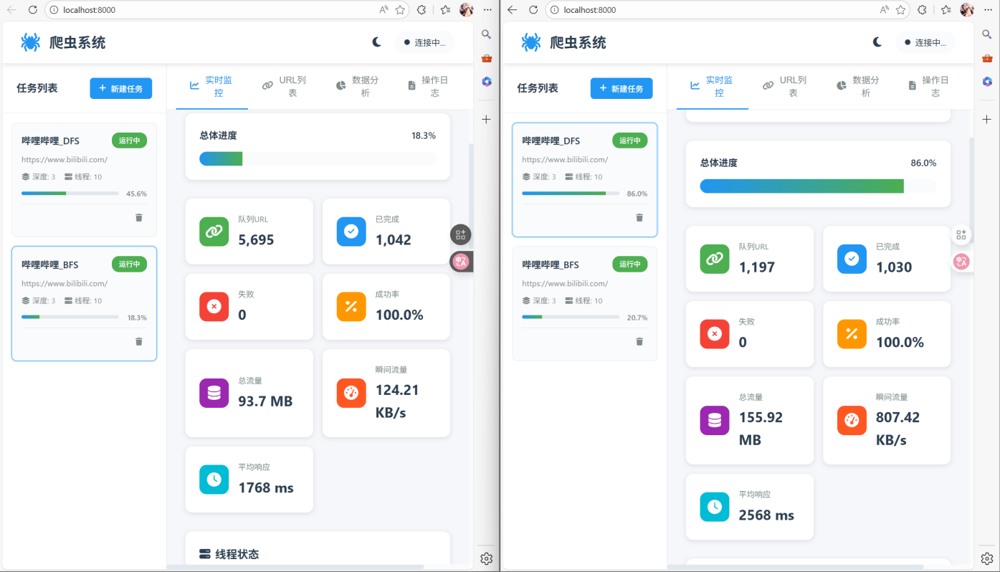 localhost:8000
爬虫系统
连接中...
任务列表
+ 新建任务
实时监
控
URL列
表
数据分
析
操作日
志
哔哩哔哩_DFS
运行中
https://www.bilibili.com/
深度: 3 线程: 10
45.6%
哔哩哔哩_BFS
运行中
https://www.bilibili.com/
深度: 3 线程: 10
18.3%
总体进度
18.3%
队列URL
5,695
已完成
1,042
失败
0
成功率
100.0%
总流量
93.7 MB
瞬间流量
124.21
KB/s
平均响应
1768 ms
线程状态
localhost:8000
爬虫系统
连接中...
任务列表
+ 新建任务
实时监
控
URL列
表
数据分
析
操作日
志
哔哩哔哩_DFS
运行中
https://www.bilibili.com/
深度: 3 线程: 10
86.0%
哔哩哔哩_BFS
运行中
https://www.bilibili.com/
深度: 3 线程: 10
20.7%
总体进度
86.0%
队列URL
1,197
已完成
1,030
失败
0
成功率
100.0%
总流量
155.92
MB
瞬间流量
807.42
KB/s
平均响应
2568 ms